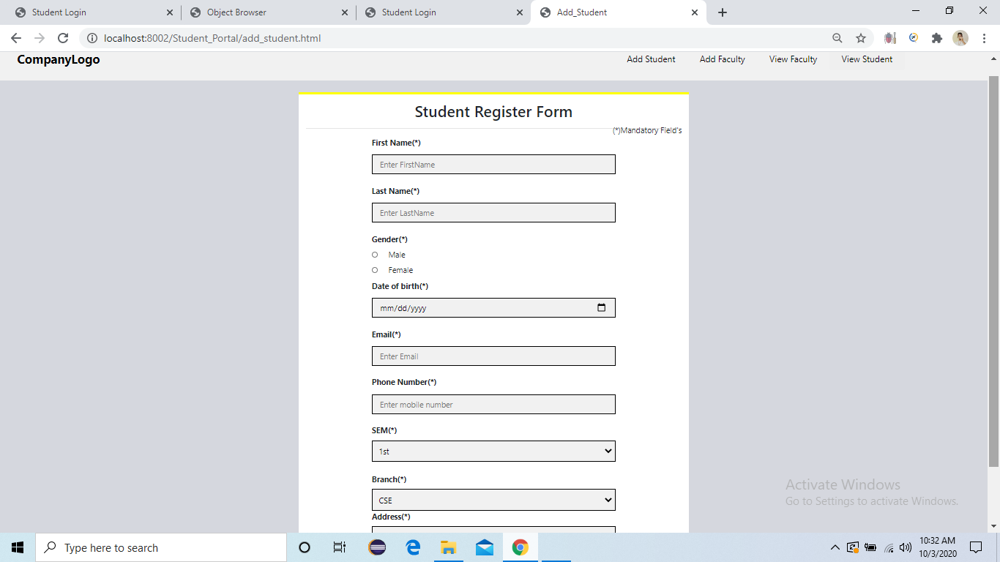 Student Login
Object Browser
Student Login
Add_Student
localhost:8002/Student_Portal/add_student.html
CompanyLogo
Add Student
Add Faculty
View Faculty
View Student
Student Register Form
(*)Mandatory Field's
First Name(*)
Enter FirstName
Last Name(*)
Enter LastName
Gender(*)
Male
Female
Date of birth(*)
mm/dd/yyyy
Email(*)
Enter Email
Phone Number(*)
Enter mobile number
SEM(*)
1st
Branch(*)
CSE
Address(*)
Activate Windows
Go to Settings to activate Windows.
Type here to search
10:32 AM
10/3/2020